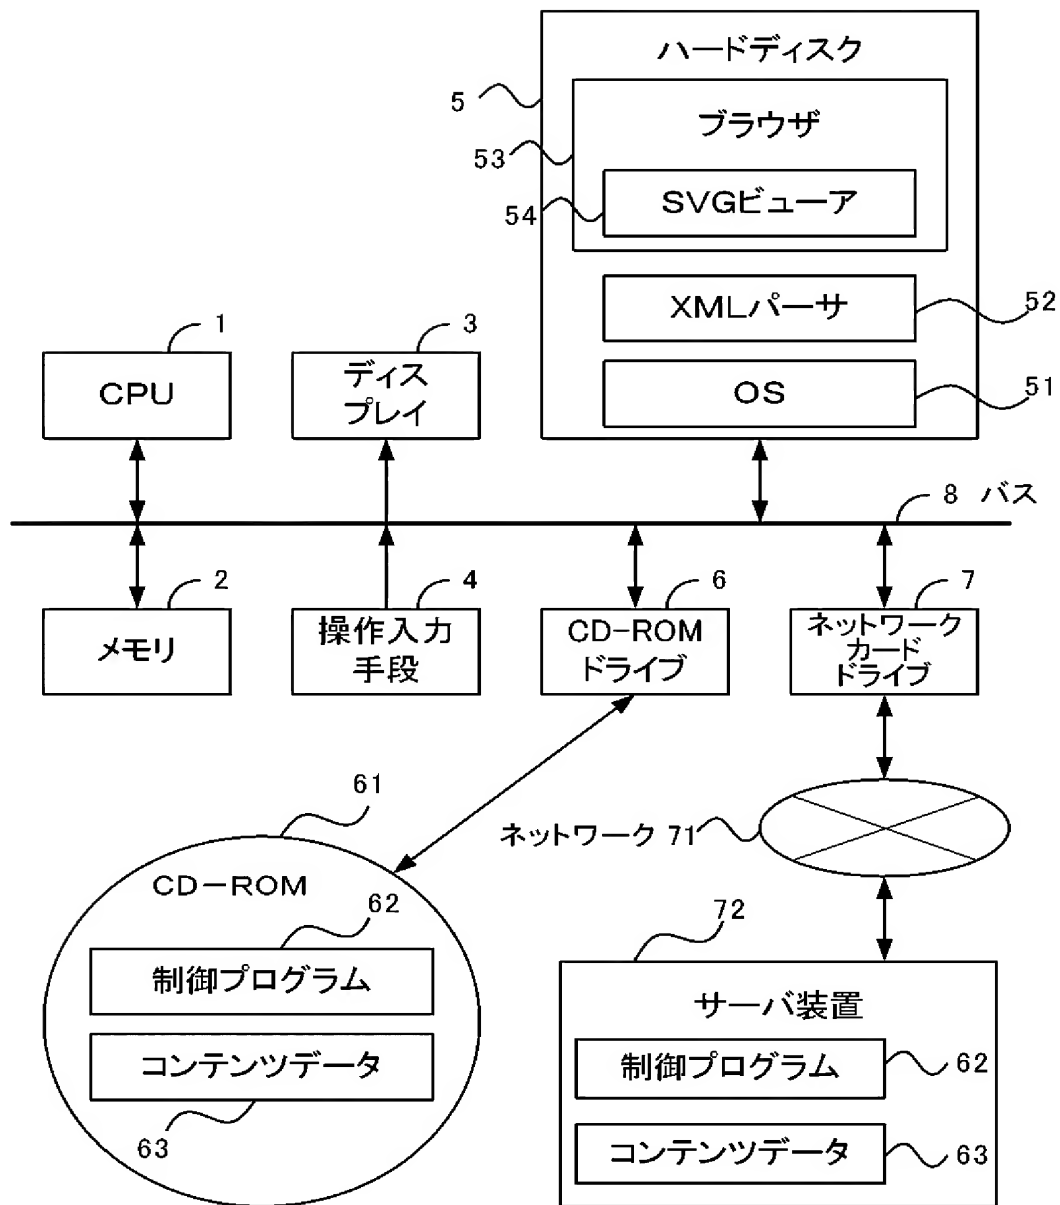 ハードディスク
5
ブラウザ
53
SVGビューア
54
XMLパーサ
52
OS
51
1
CPU
3
ディス
プレイ
8 バス
2
メモリ
4
操作入力
手段
6
CD-ROM
ドライブ
7
ネットワーク
カード
ドライブ
61
ネットワーク 71
CD-ROM
62
制御プログラム
コンテンツデータ
63
72
サーバ装置
制御プログラム
62
コンテンツデータ
63